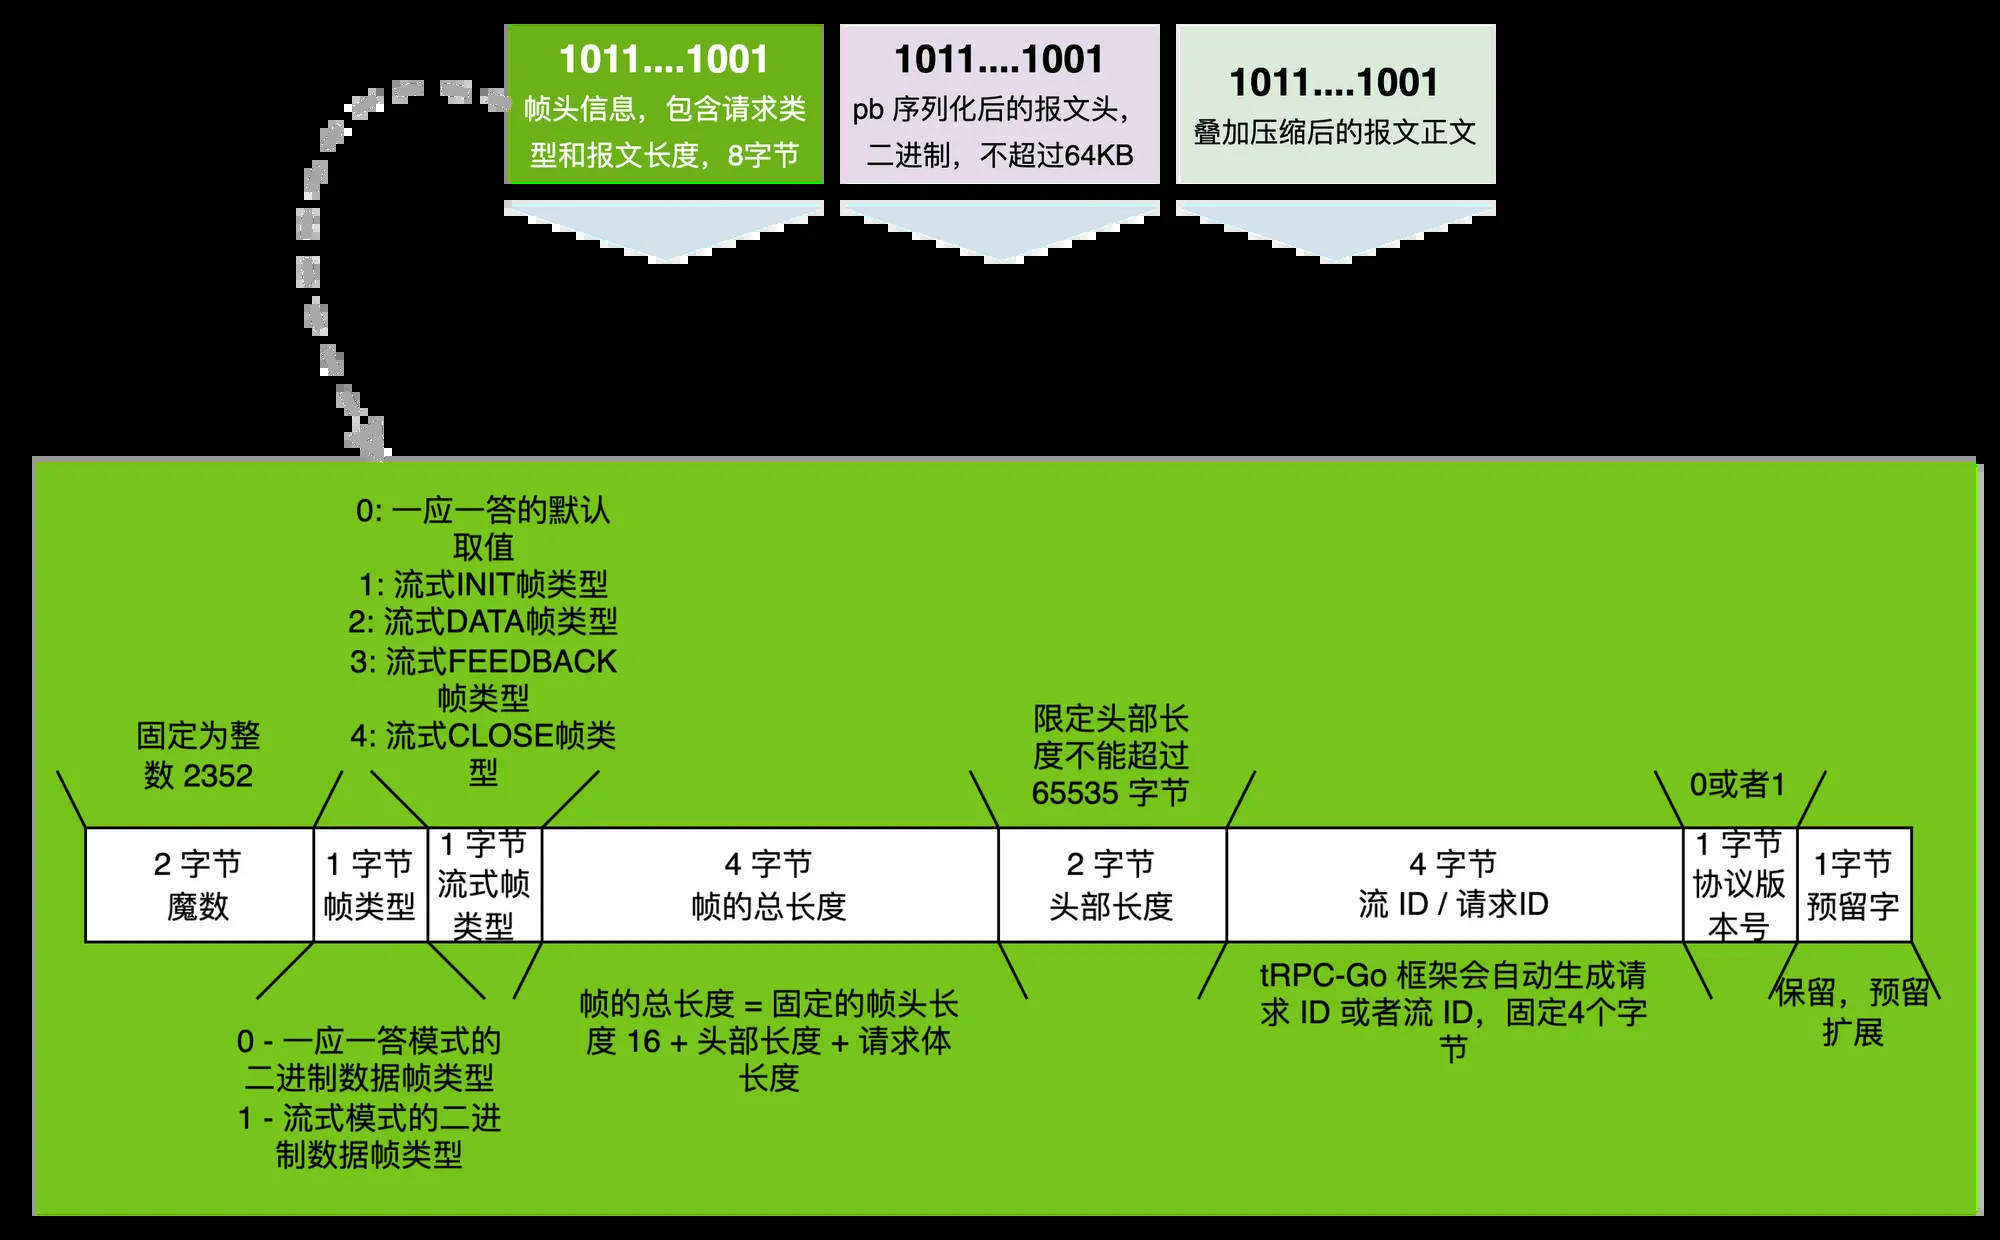 1011....1001
帧头信息，包含请求类
型和报文长度，8字节
1011....1001
pb 序列化后的报文头，
二进制，不超过64KB
1011....1001
叠加压缩后的报文正文
0: 一应一答的默认
取值
1: 流式INIT帧类型
2: 流式DATA帧类型
3: 流式FEEDBACK
帧类型
4: 流式CLOSE帧类
型
固定为整
数 2352
限定头部长
度不能超过
65535 字节
0或者1
2 字节
魔数
1 字节
帧类型
1 字节
流式帧
类型
4 字节
帧的总长度
2 字节
头部长度
4 字节
流 ID / 请求ID
1 字节
协议版
本号
1字节
预留字
0 - 一应一答模式的
二进制数据帧类型
1 - 流式模式的二进
制数据帧类型
帧的总长度 = 固定的帧头长
度 16 + 头部长度 + 请求体
长度
tRPC-Go 框架会自动生成请
求 ID 或者流 ID，固定4个字
节
保留，预留
扩展